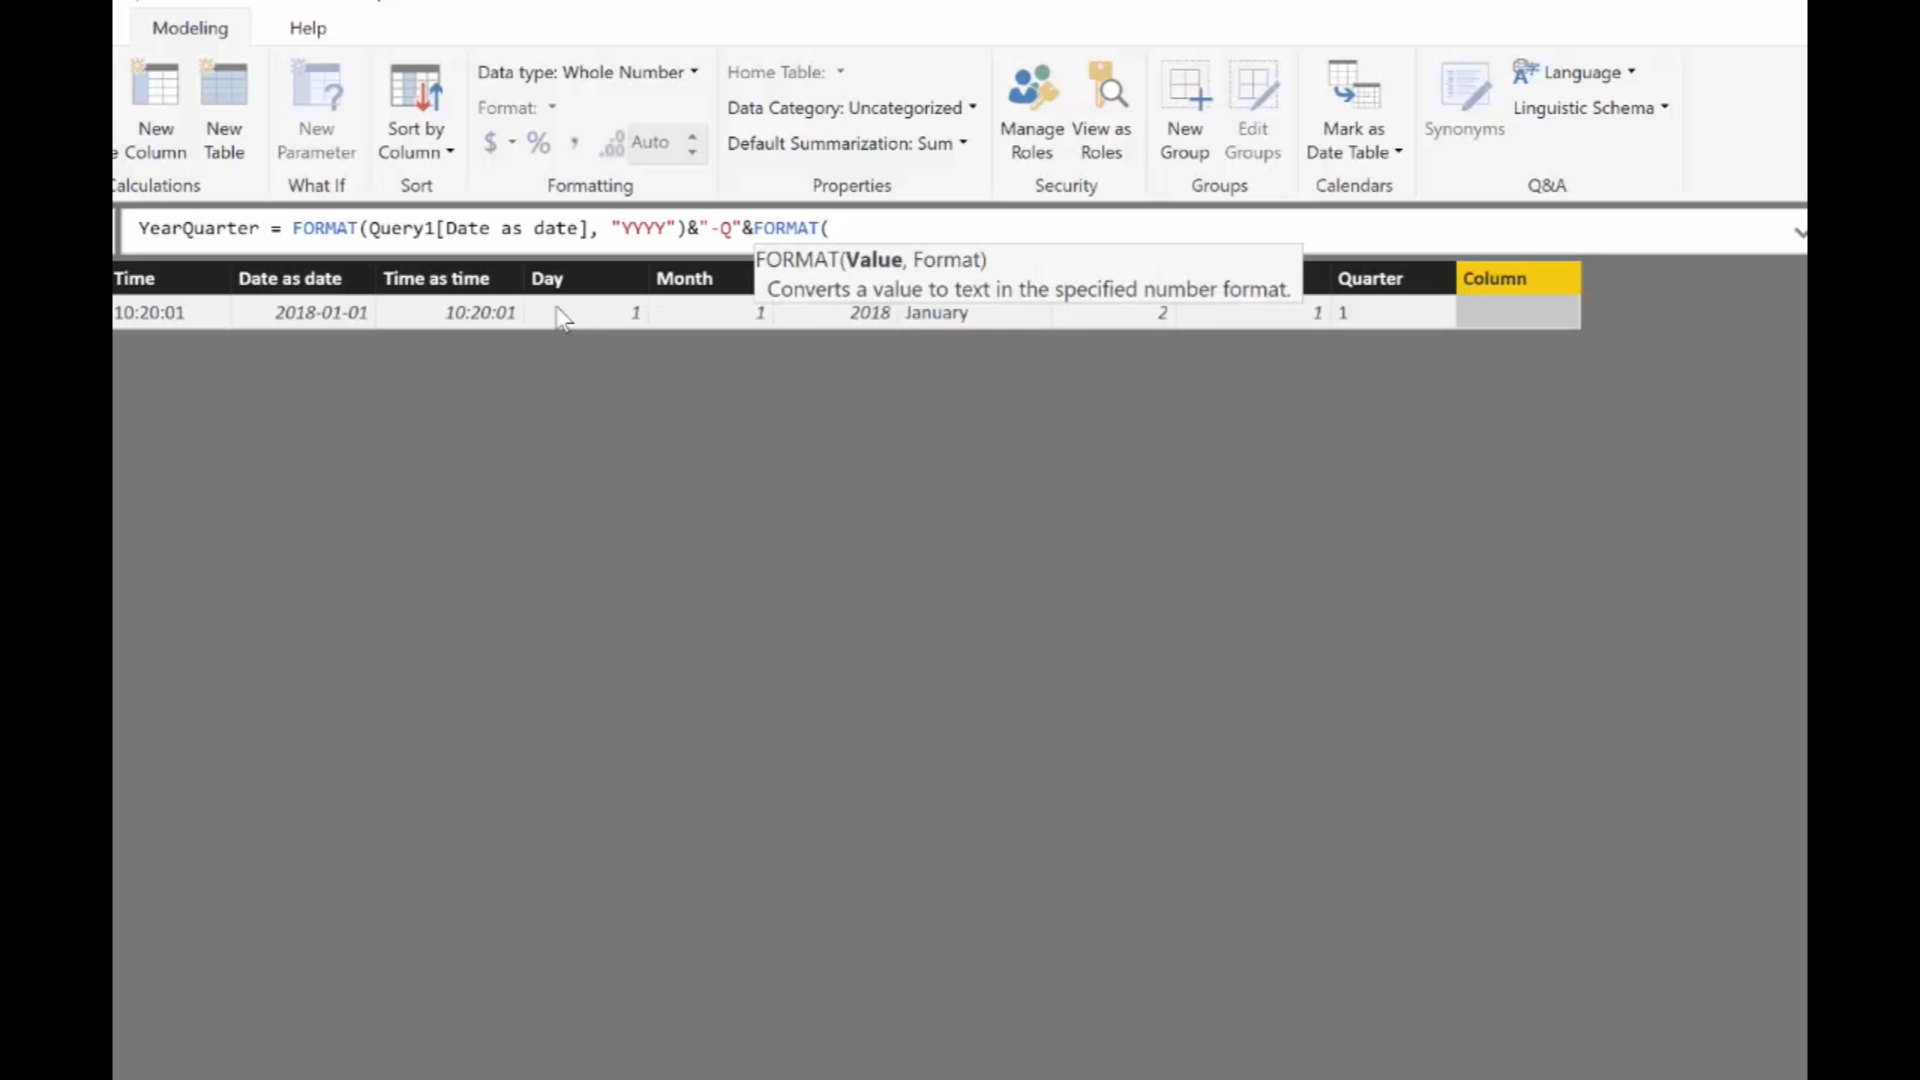 Modeling Help
New Column
New Table
New Parameter
Sort by Column
Data type: Whole Number
Format:
$ % , .00 Auto
Home Table:
Data Category: Uncategorized
Default Summarization: Sum
Manage Roles
View as Roles
New Group
Edit Groups
Mark as Date Table
Synonyms
Language
Linguistic Schema
Calculations What If Sort Formatting Properties Security Groups Calendars Q&A
YearQuarter = FORMAT(Query1[Date as date], "YYYY")&"-Q"&FORMAT(
FORMAT(Value, Format)
Converts a value to text in the specified number format.
Time Date as date Time as time Day Month Quarter Column
10:20:01 2018-01-01 10:20:01 1 1 2018 January 2 1 1